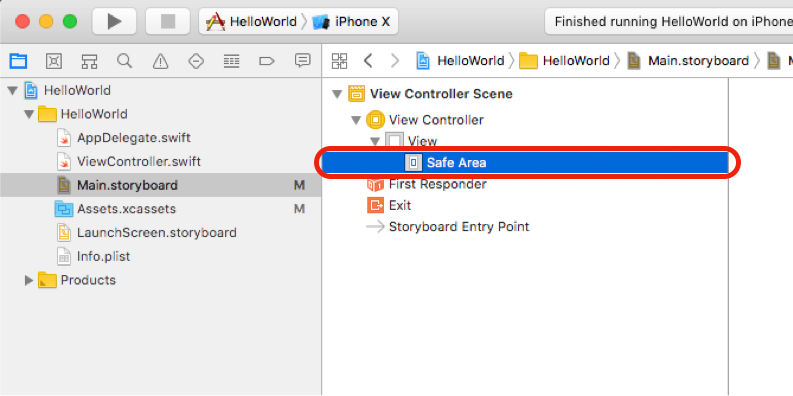 HelloWorld 〉 iPhone X
Finished running HelloWorld on iPhone
HelloWorld 〉 HelloWorld 〉 Main.storyboard 〉 M
HelloWorld
HelloWorld
AppDelegate.swift
ViewController.swift
Main.storyboard M
Assets.xcassets M
LaunchScreen.storyboard
Info.plist
Products
View Controller Scene
View Controller
View
Safe Area
First Responder
Exit
Storyboard Entry Point